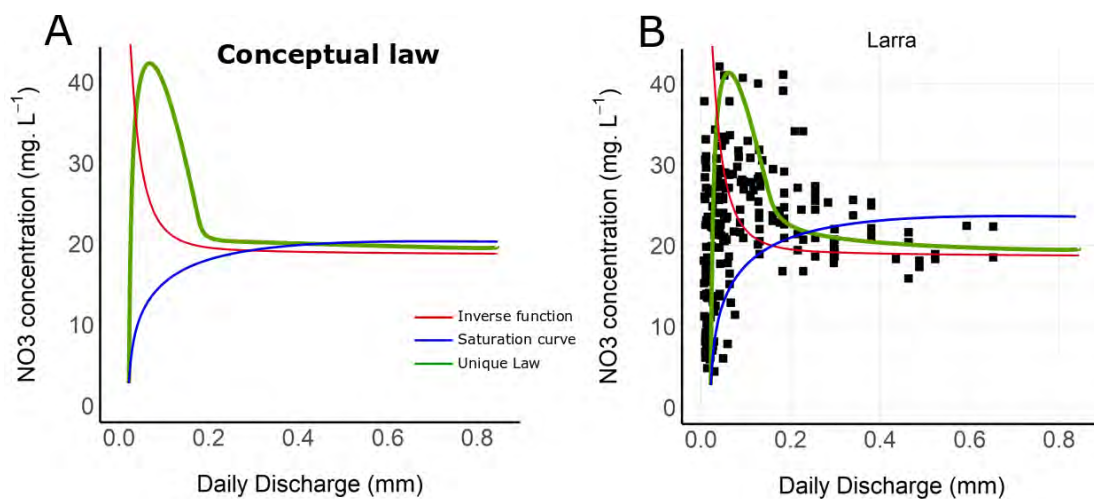 A
Conceptual law
NO3 concentration (mg. L⁻¹)
40
30
20
10
0
0.0 0.2 0.4 0.6 0.8
Daily Discharge (mm)
Inverse function
Saturation curve
Unique Law
B
Larra
NO3 concentration (mg. L⁻¹)
40
30
20
10
0
0.0 0.2 0.4 0.6 0.8
Daily Discharge (mm)